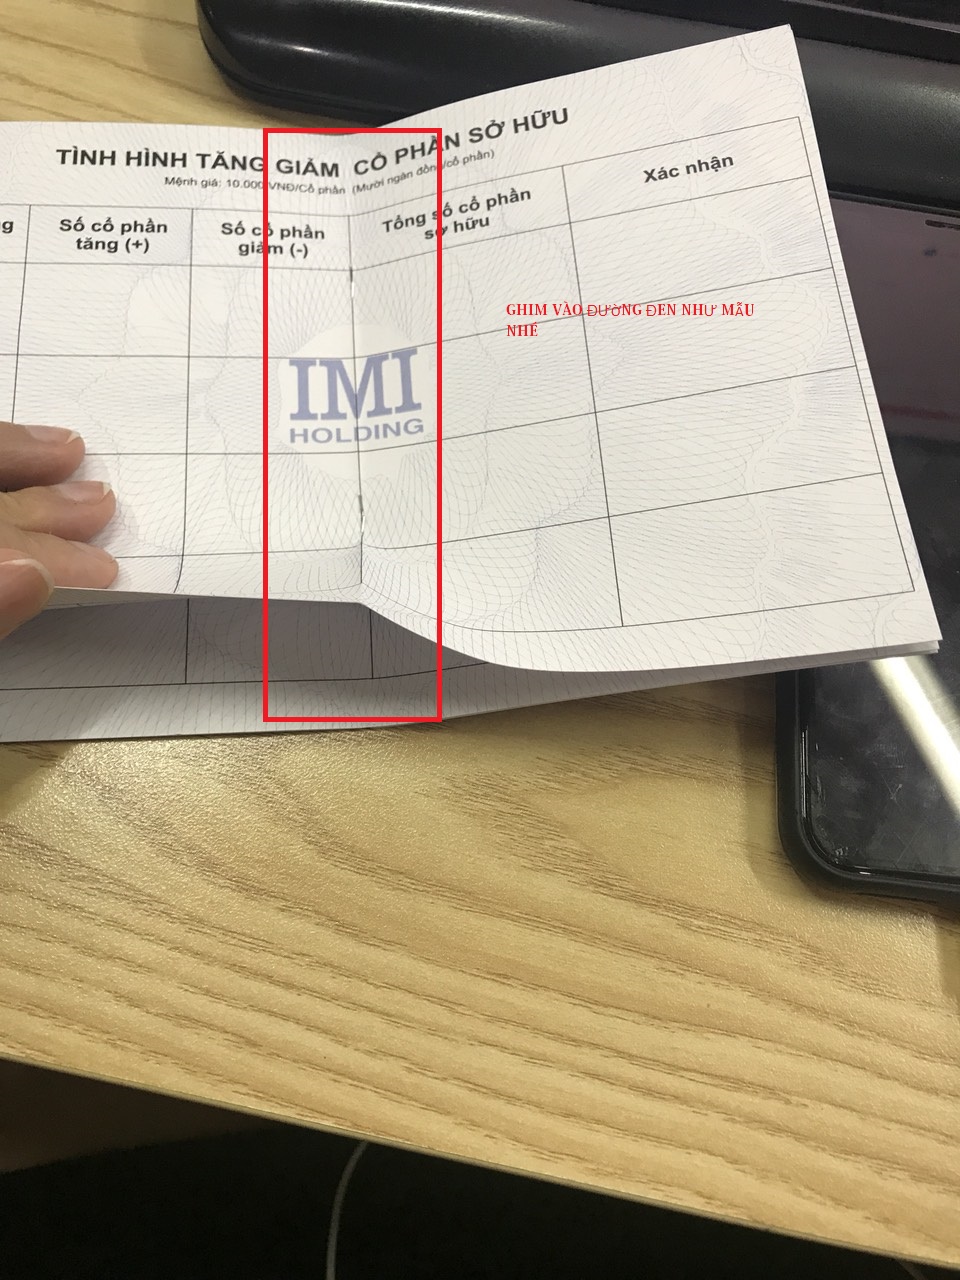 TÌNH HÌNH TĂNG GIẢM CỔ PHẦN SỞ HỮU
Mệnh giá: 10.000 VNĐ/Cổ phần (Mười ngàn đồng/cổ phần)
g
Số cổ phần
tăng (+)
Số cổ phần
giảm (-)
Tổng số cổ phần
sở hữu
Xác nhận
GHIM VÀO ĐƯỜNG ĐEN NHƯ MẪU
NHÉ
IMI
HOLDING